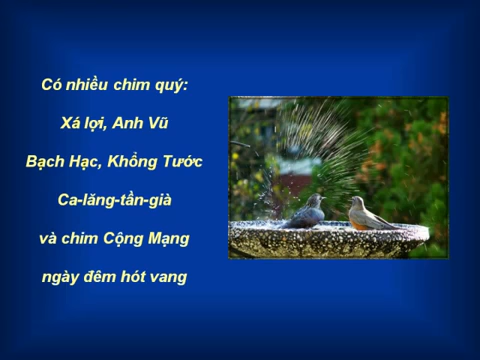 Có nhiều chim quý:
Xá lợi, Anh Vũ
Bạch Hạc, Khổng Tước
Ca-lăng-tần-già
và chim Cộng Mạng
ngày đêm hót vang